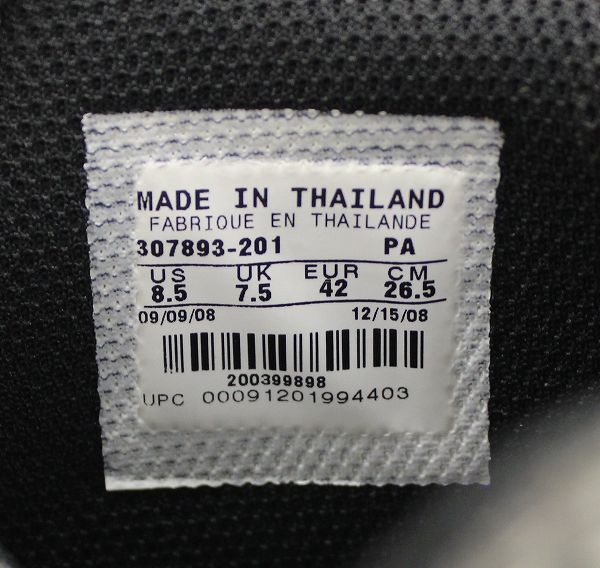 MADE IN THAILAND
FABRIQUE EN THAILANDE
307893-201 PA
US UK EUR CM
8.5 7.5 42 26.5
09/09/08 12/15/08
200399898
UPC 00091201994403